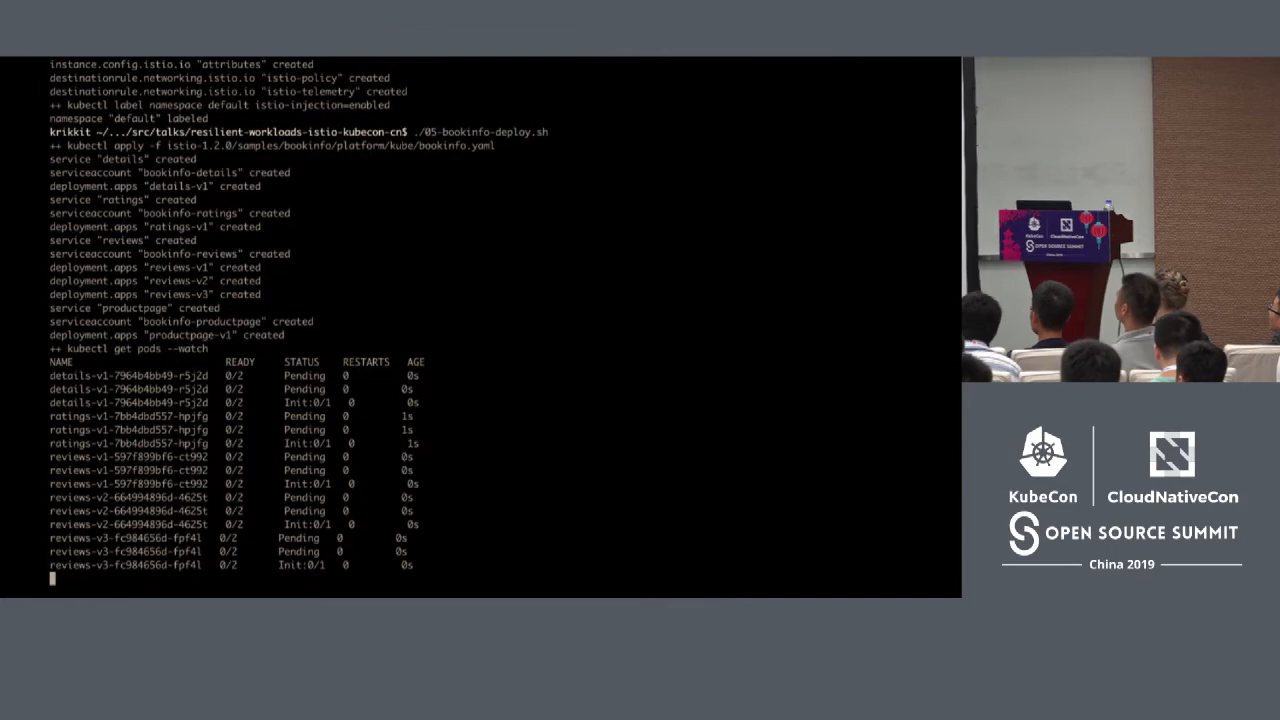 instance.config.istio.io "attributes" created
destinationrule.networking.istio.io "istio-policy" created
destinationrule.networking.istio.io "istio-telemetry" created
++ kubectl label namespace default istio-injection=enabled
namespace "default" labeled
krikkit ~/.../src/talks/resilient-workloads-istio-kubecon-cn$ ./05-bookinfo-deploy.sh
++ kubectl apply -f istio-1.2.0/samples/bookinfo/platform/kube/bookinfo.yaml
service "details" created
serviceaccount "bookinfo-details" created
deployment.apps "details-v1" created
service "ratings" created
serviceaccount "bookinfo-ratings" created
deployment.apps "ratings-v1" created
service "reviews" created
serviceaccount "bookinfo-reviews" created
deployment.apps "reviews-v1" created
deployment.apps "reviews-v2" created
deployment.apps "reviews-v3" created
service "productpage" created
serviceaccount "bookinfo-productpage" created
deployment.apps "productpage-v1" created
++ kubectl get pods --watch
NAME READY STATUS RESTARTS AGE
details-v1-7964b4bb49-r5j2d 0/2 Pending 0 0s
details-v1-7964b4bb49-r5j2d 0/2 Pending 0 0s
details-v1-7964b4bb49-r5j2d 0/2 Init:0/1 0 0s
ratings-v1-7bb4dbd557-hpjfg 0/2 Pending 0 1s
ratings-v1-7bb4dbd557-hpjfg 0/2 Pending 0 1s
ratings-v1-7bb4dbd557-hpjfg 0/2 Init:0/1 0 1s
reviews-v1-597f899bf6-ct992 0/2 Pending 0 0s
reviews-v1-597f899bf6-ct992 0/2 Pending 0 0s
reviews-v1-597f899bf6-ct992 0/2 Init:0/1 0 0s
reviews-v2-664994896d-4625t 0/2 Pending 0 0s
reviews-v2-664994896d-4625t 0/2 Pending 0 0s
reviews-v2-664994896d-4625t 0/2 Init:0/1 0 0s
reviews-v3-fc984656d-fpf4l 0/2 Pending 0 0s
reviews-v3-fc984656d-fpf4l 0/2 Pending 0 0s
reviews-v3-fc984656d-fpf4l 0/2 Init:0/1 0 0s
KubeCon CloudNativeCon
OPEN SOURCE SUMMIT
China 2019
KubeCon CloudNativeCon
OPEN SOURCE SUMMIT
China 2019